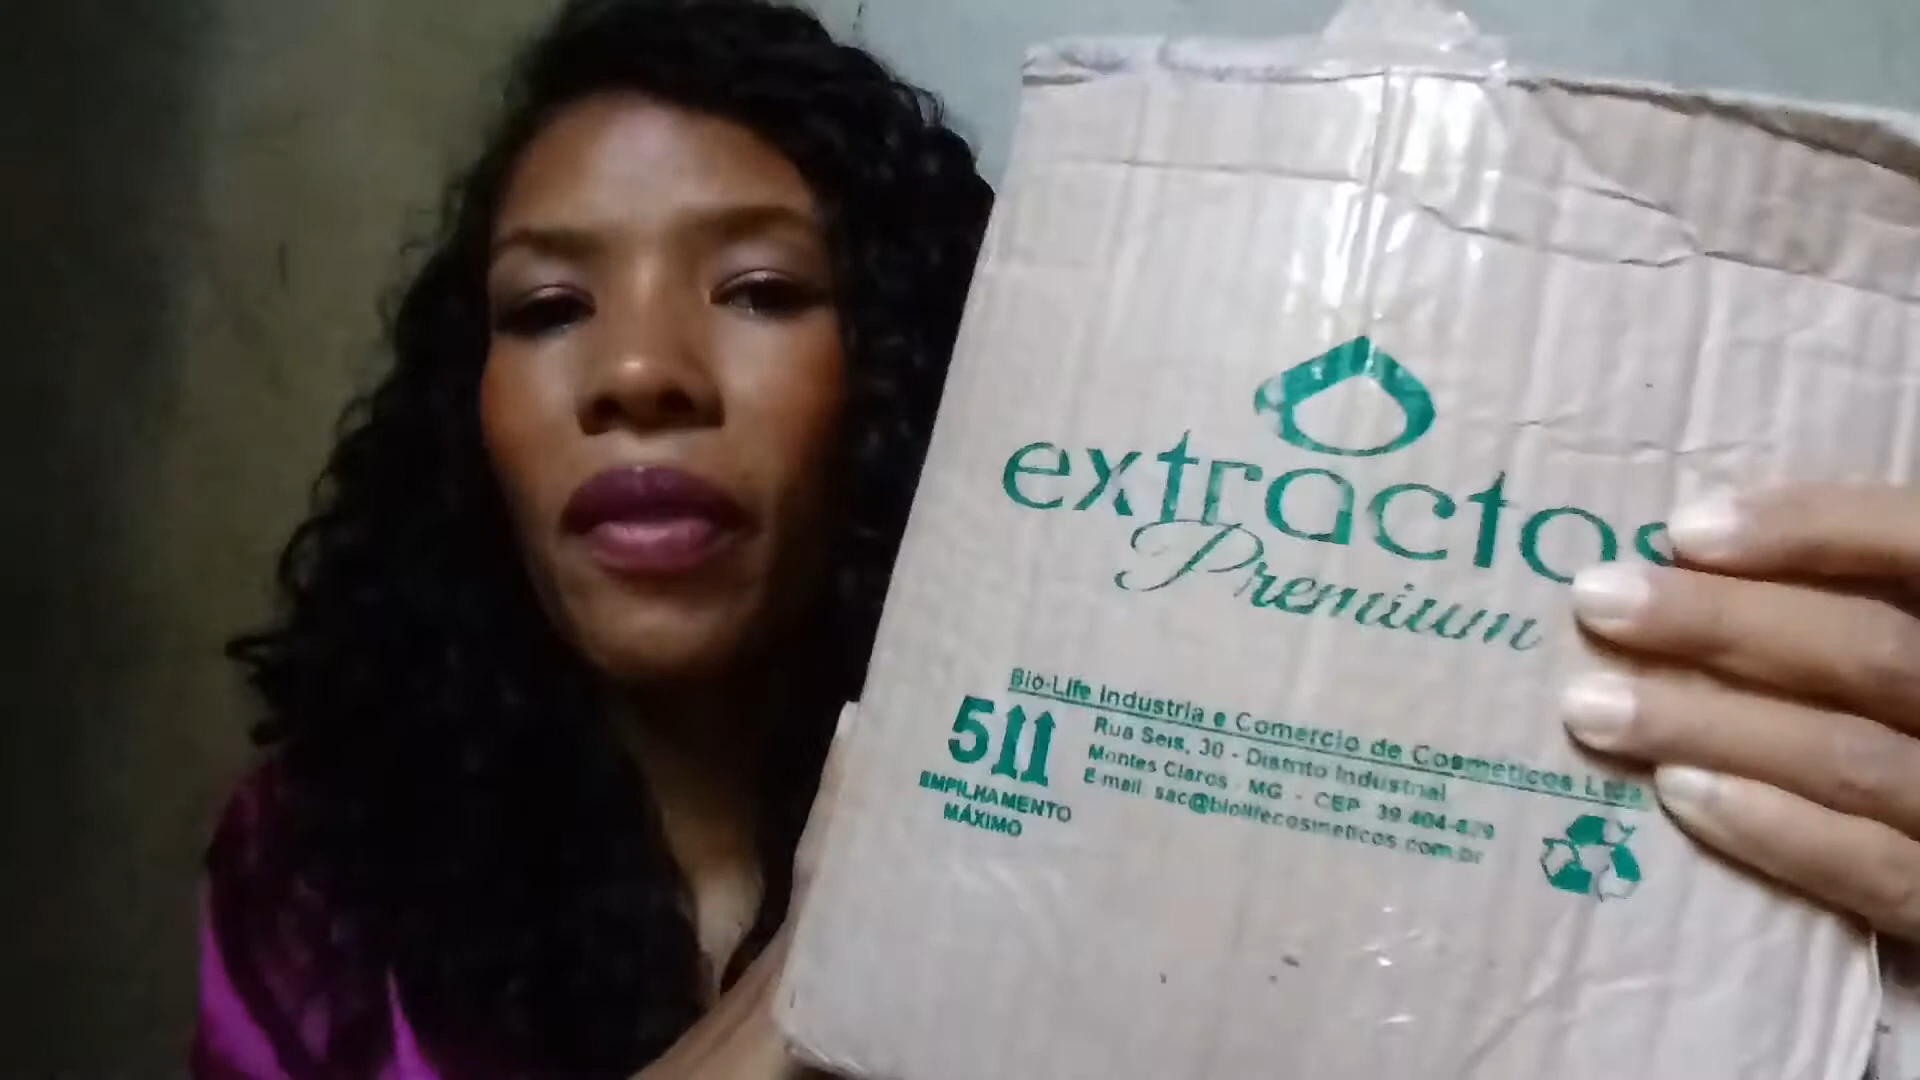 extractos
Premium
Bio-Life Industria e Comercio de Cosmeticos Ltda
Rua Seis, 30 - Distrito Industrial
Montes Claros - MG - CEP 39 404-
E-mail sac@biolifecosmeticos.com.br
5
EMPILHAMENTO
MÁXIMO